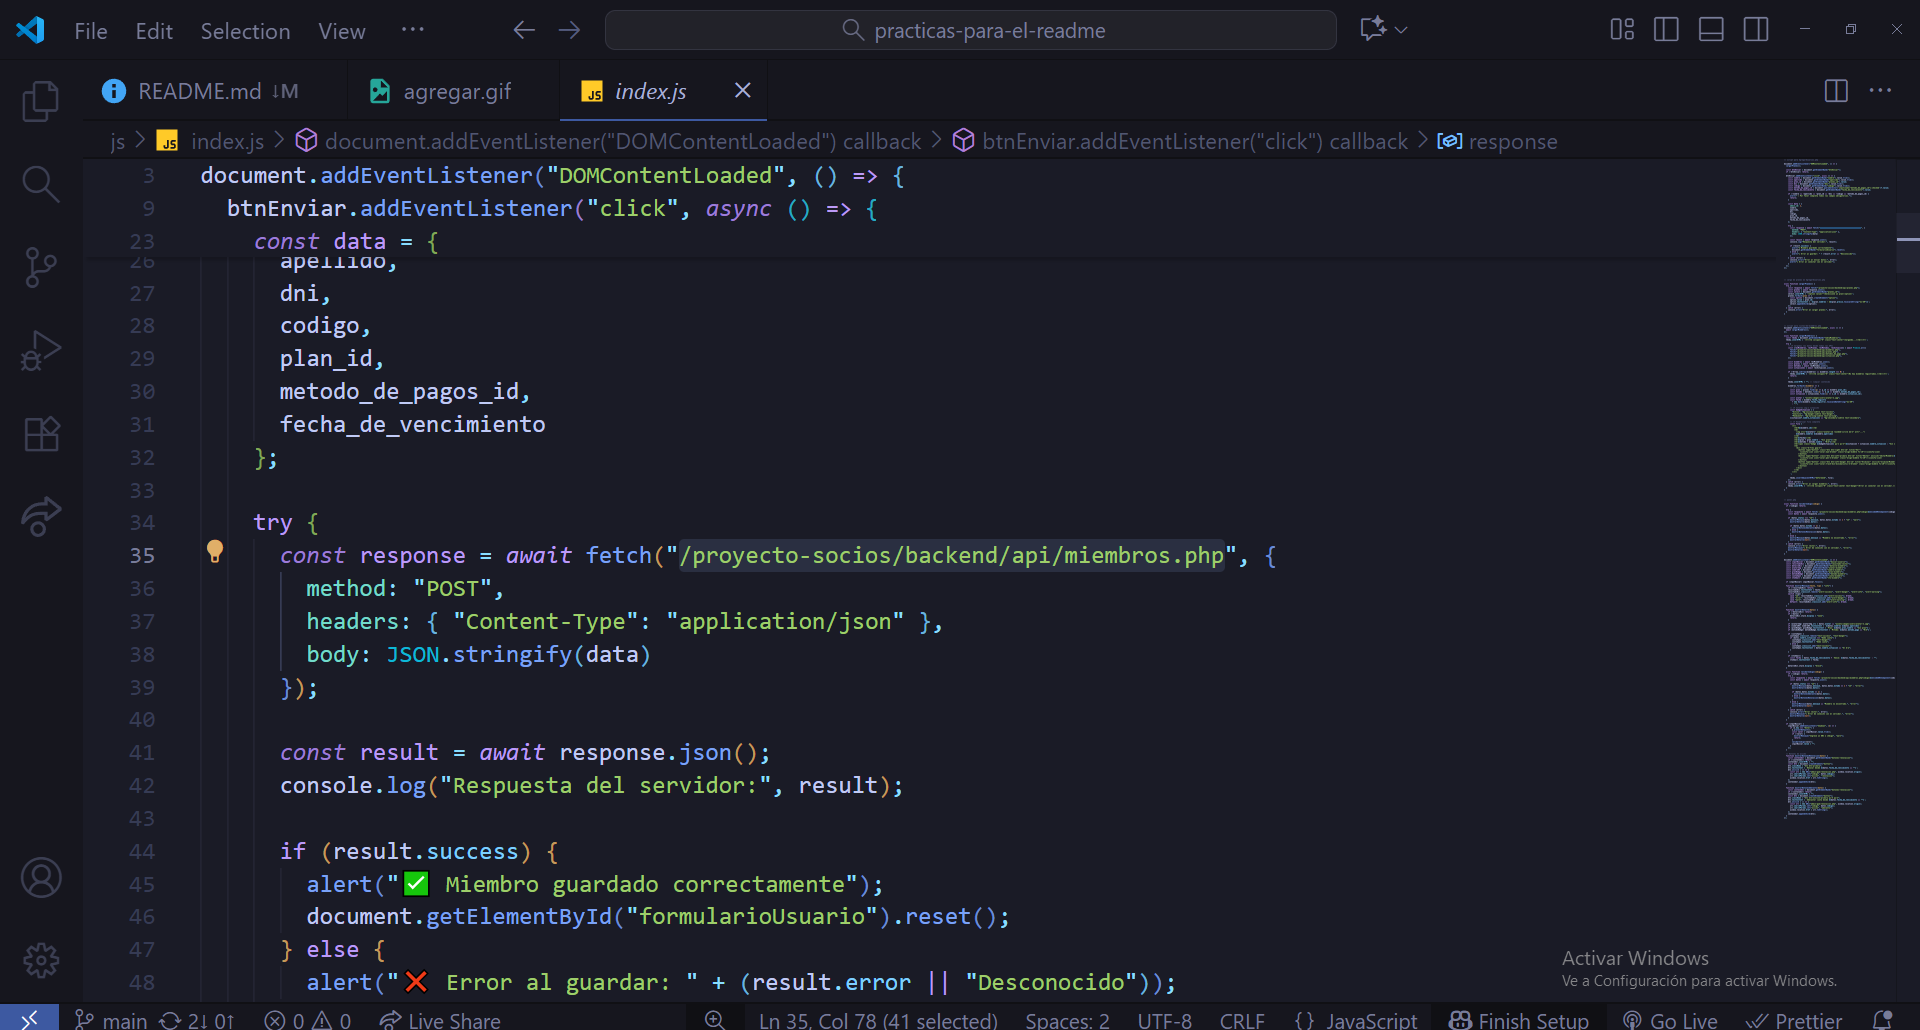 File Edit Selection View ··· practicas-para-el-readme
README.md ↓M agregar.gif JS index.js
js > JS index.js > document.addEventListener("DOMContentLoaded") callback > btnEnviar.addEventListener("click") callback > response
3 document.addEventListener("DOMContentLoaded", () => {
9 btnEnviar.addEventListener("click", async () => {
23 const data = {
26 apellido,
27 dni,
28 codigo,
29 plan_id,
30 metodo_de_pagos_id,
31 fecha_de_vencimiento
32 };
33
34 try {
35 const response = await fetch("/proyecto-socios/backend/api/miembros.php", {
36 method: "POST",
37 headers: { "Content-Type": "application/json" },
38 body: JSON.stringify(data)
39 });
40
41 const result = await response.json();
42 console.log("Respuesta del servidor:", result);
43
44 if (result.success) {
45 alert("✅ Miembro guardado correctamente");
46 document.getElementById("formularioUsuario").reset();
47 } else {
48 alert("❌ Error al guardar: " + (result.error || "Desconocido"));
Activar Windows
Ve a Configuración para activar Windows.
main 2↓ 0↑ 0 0 Live Share Ln 35, Col 78 (41 selected) Spaces: 2 UTF-8 CRLF {} JavaScript Finish Setup Go Live Prettier